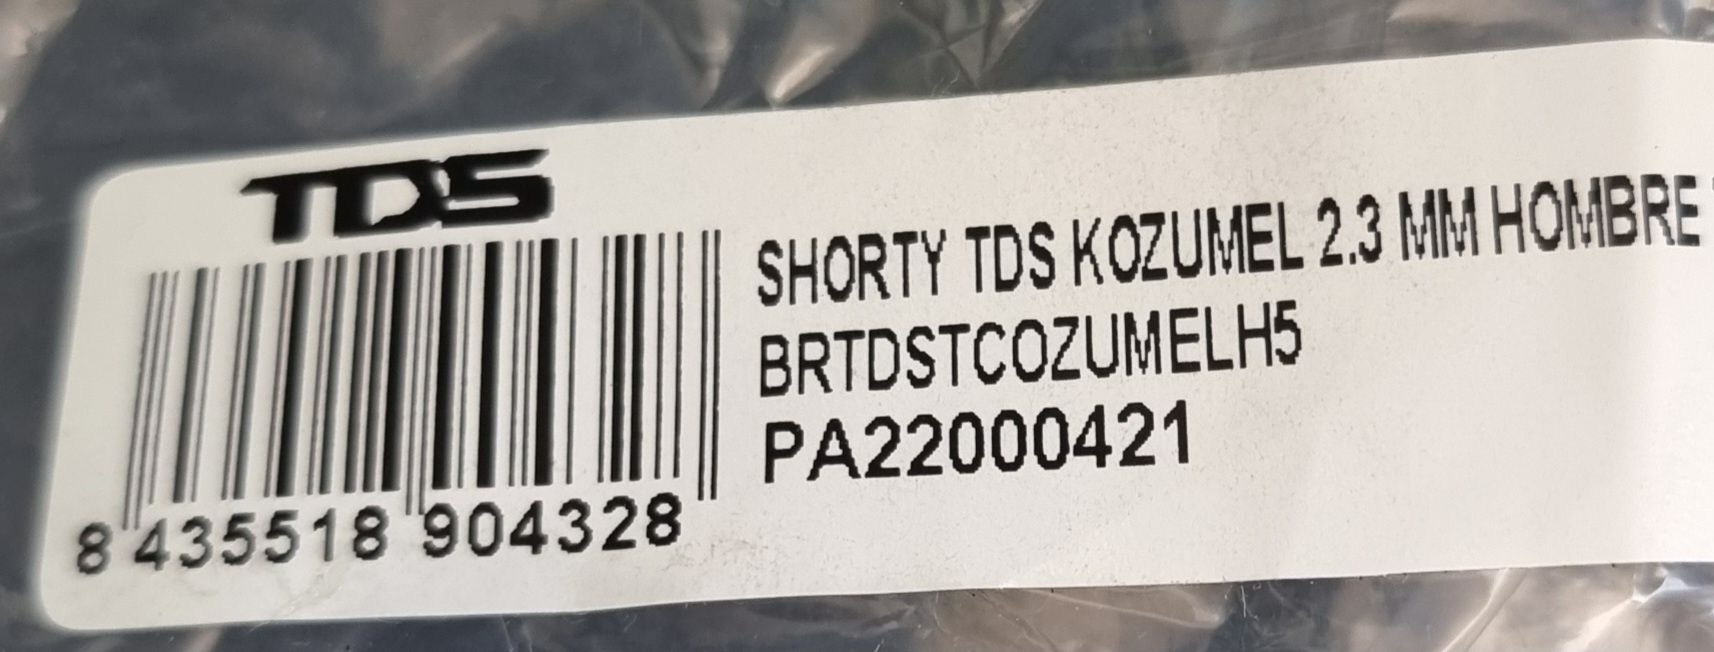 TDS
SHORTY TDS KOZUMEL 2.3 MM HOMBRE
BRTDSTCOZUMELH5
PA22000421
8 435518 904328